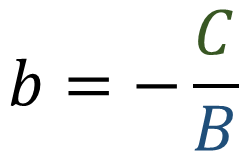 b = − C/B